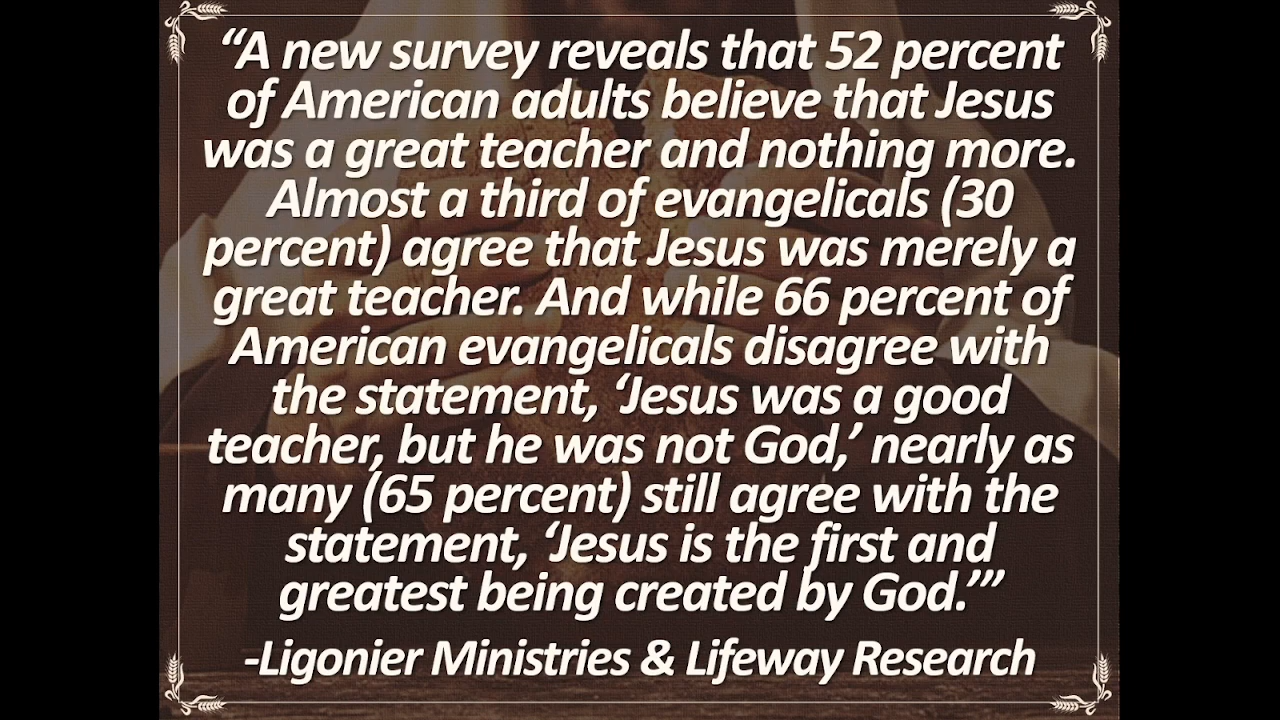 “A new survey reveals that 52 percent
of American adults believe that Jesus
was a great teacher and nothing more.
Almost a third of evangelicals (30
percent) agree that Jesus was merely a
great teacher. And while 66 percent of
American evangelicals disagree with
the statement, ‘Jesus was a good
teacher, but he was not God,’ nearly as
many (65 percent) still agree with the
statement, ‘Jesus is the first and
greatest being created by God.’”
-Ligonier Ministries & Lifeway Research